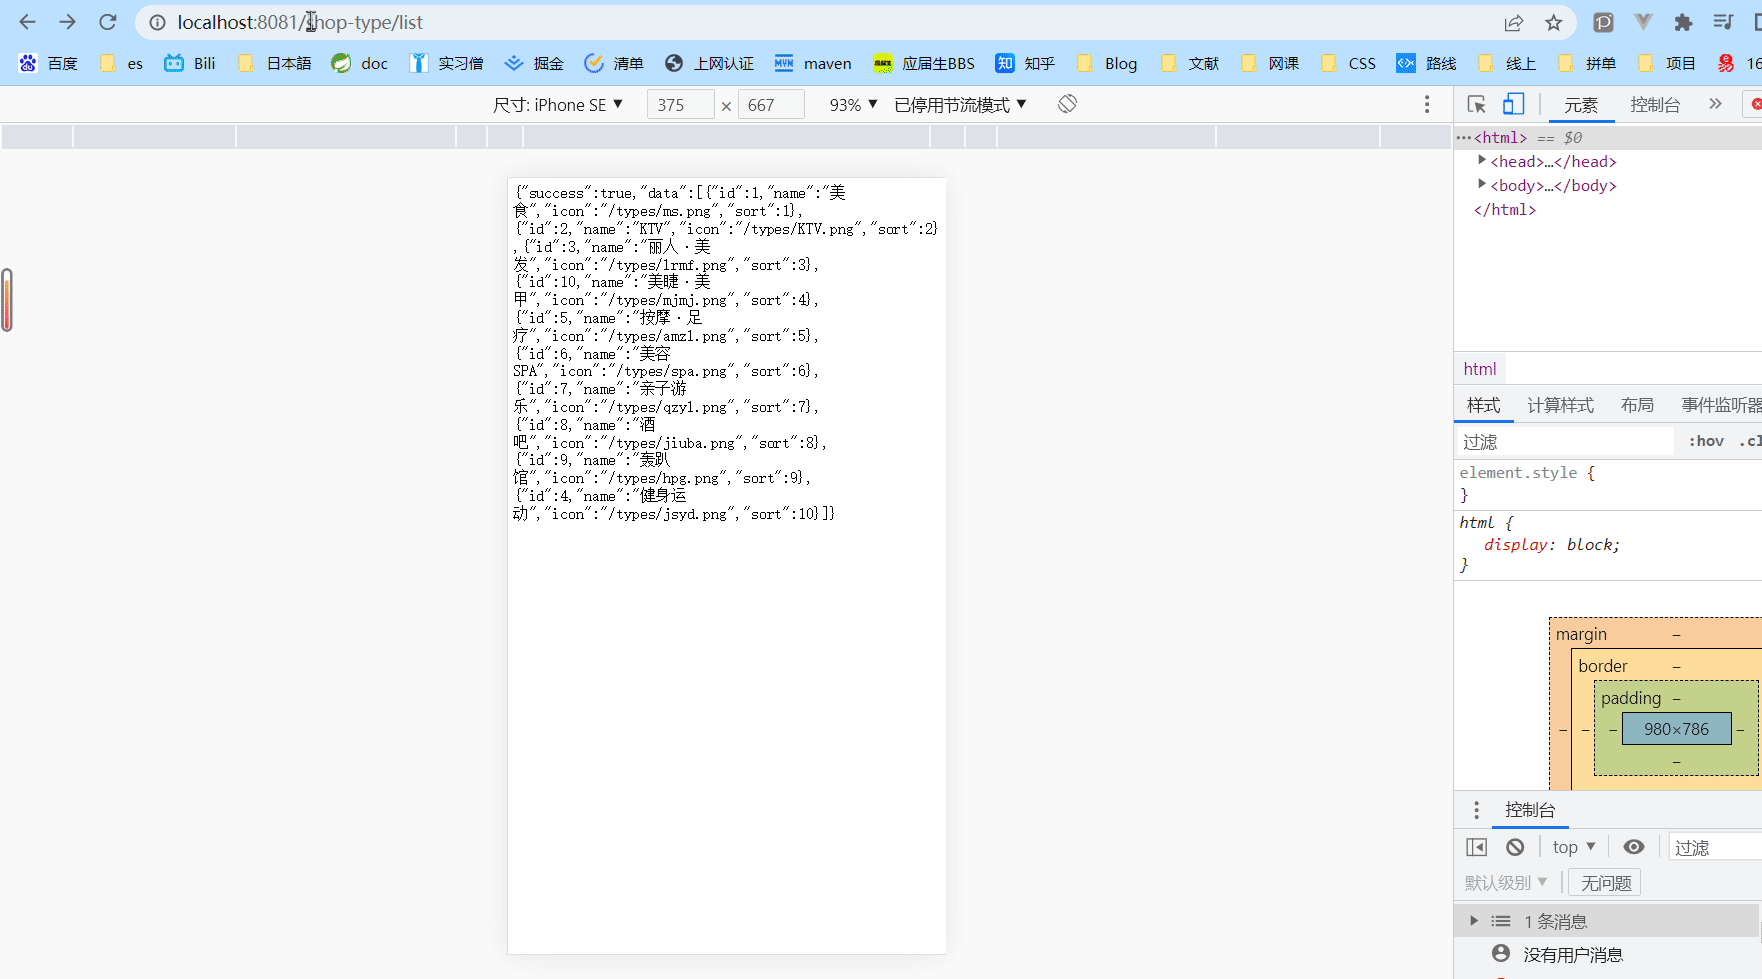 localhost:8081/shop-type/list
百度 es Bili 日本語 doc 实习僧 掘金 清单 上网认证 maven 应届生BBS 知乎 Blog 文献 网课 CSS 路线 线上 拼单 项目 16
尺寸: iPhone SE 375 × 667 93% 已停用节流模式
元素 控制台
<html> == $0
<head>…</head>
<body>…</body>
</html>
{"success":true,"data":[{"id":1,"name":"美
食","icon":"/types/ms.png","sort":1},
{"id":2,"name":"KTV","icon":"/types/KTV.png","sort":2}
,{"id":3,"name":"丽人·美
发","icon":"/types/lrmf.png","sort":3},
{"id":10,"name":"美睫·美
甲","icon":"/types/mjmj.png","sort":4},
{"id":5,"name":"按摩·足
疗","icon":"/types/amzl.png","sort":5},
{"id":6,"name":"美容
SPA","icon":"/types/spa.png","sort":6},
{"id":7,"name":"亲子游
乐","icon":"/types/qzyl.png","sort":7},
{"id":8,"name":"酒
吧","icon":"/types/jiuba.png","sort":8},
{"id":9,"name":"轰趴
馆","icon":"/types/hpg.png","sort":9},
{"id":4,"name":"健身运
动","icon":"/types/jsyd.png","sort":10}]}
html
样式 计算样式 布局 事件监听器
过滤 :hov .cl
element.style {
}
html {
display: block;
}
margin –
border –
padding –
– – – 980×786 –
–
控制台
top 过滤
默认级别 无问题
1 条消息
没有用户消息